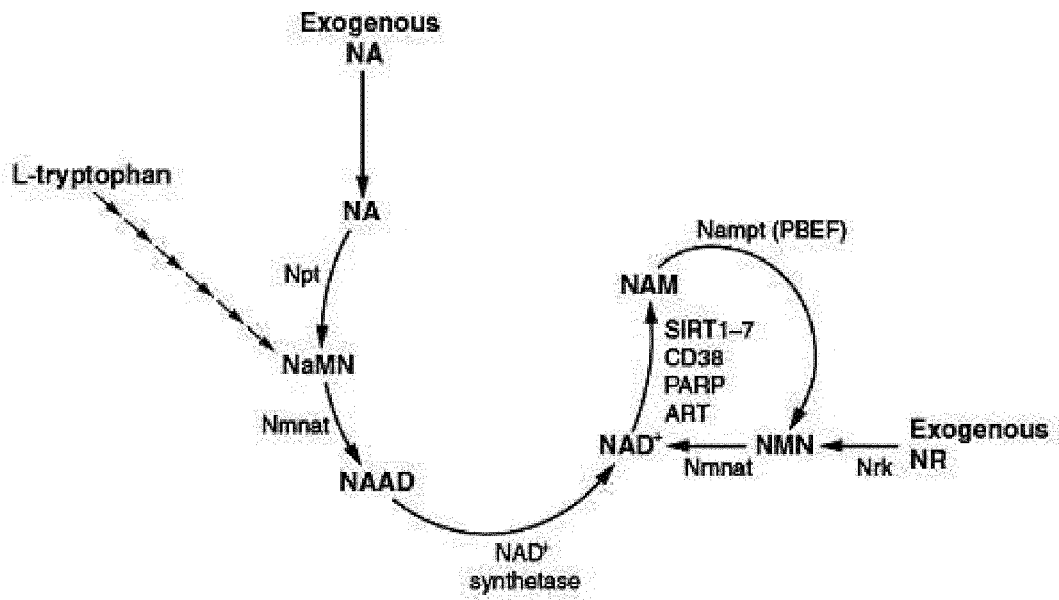 Exogenous
NA
L-tryptophan
NA
Npt
NaMN
Nmnat
NAAD
NAD+
synthetase
Nampt (PBEF)
NAM
SIRT1–7
CD38
PARP
ART
NAD+
Nmnat
NMN
Nrk
Exogenous
NR